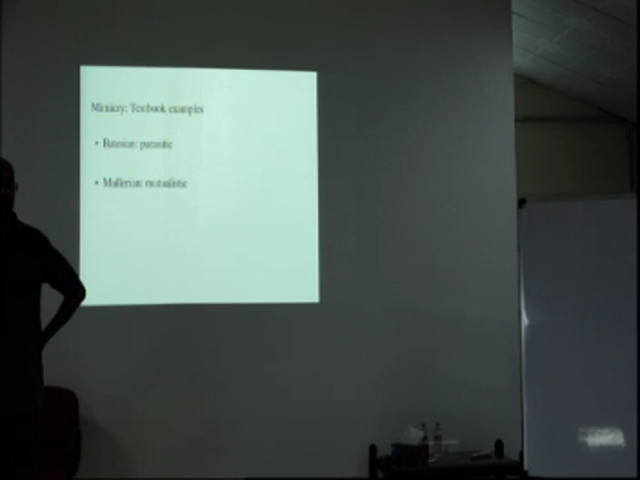 Mimicry: Textbook examples
• Batesian: parasitic
• Mullerian: mutualistic